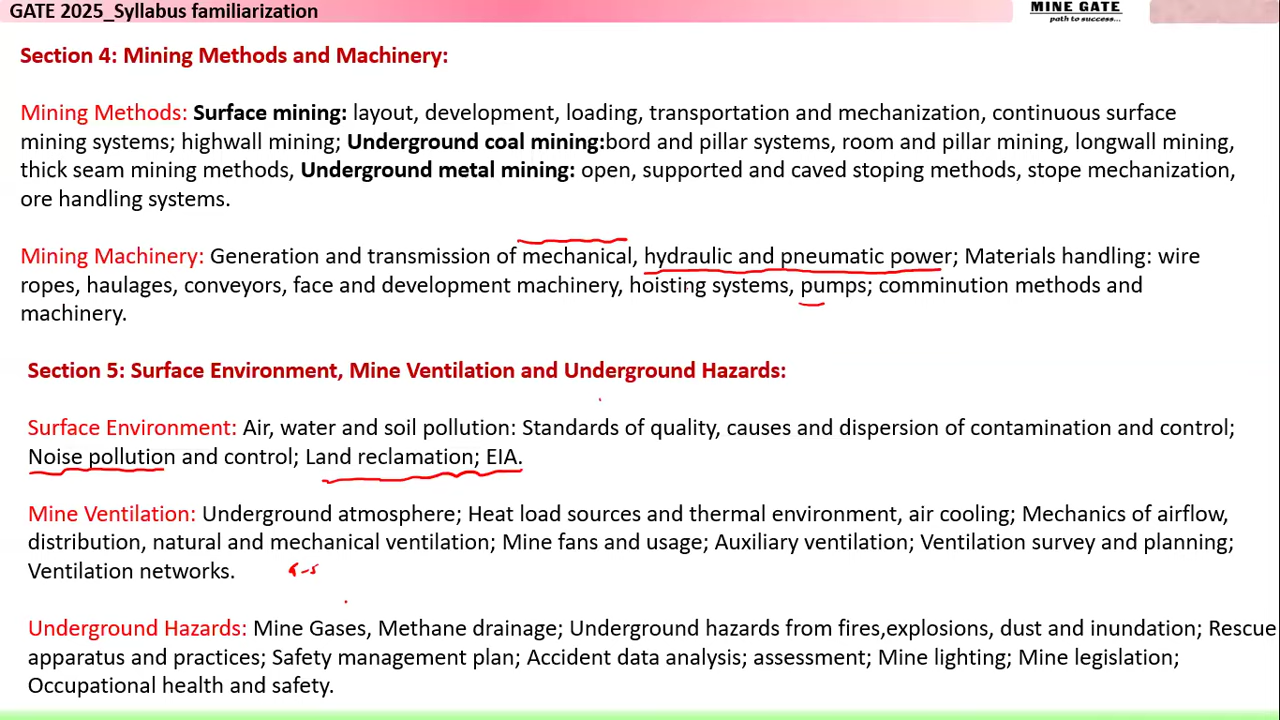 GATE 2025_Syllabus familiarization
MINE GATE
path to success...
Section 4: Mining Methods and Machinery:
Mining Methods: Surface mining: layout, development, loading, transportation and mechanization, continuous surface
mining systems; highwall mining; Underground coal mining:bord and pillar systems, room and pillar mining, longwall mining,
thick seam mining methods, Underground metal mining: open, supported and caved stoping methods, stope mechanization,
ore handling systems.
Mining Machinery: Generation and transmission of mechanical, hydraulic and pneumatic power; Materials handling: wire
ropes, haulages, conveyors, face and development machinery, hoisting systems, pumps; comminution methods and
machinery.
Section 5: Surface Environment, Mine Ventilation and Underground Hazards:
Surface Environment: Air, water and soil pollution: Standards of quality, causes and dispersion of contamination and control;
Noise pollution and control; Land reclamation; EIA.
Mine Ventilation: Underground atmosphere; Heat load sources and thermal environment, air cooling; Mechanics of airflow,
distribution, natural and mechanical ventilation; Mine fans and usage; Auxiliary ventilation; Ventilation survey and planning;
Ventilation networks.
Underground Hazards: Mine Gases, Methane drainage; Underground hazards from fires,explosions, dust and inundation; Rescue
apparatus and practices; Safety management plan; Accident data analysis; assessment; Mine lighting; Mine legislation;
Occupational health and safety.